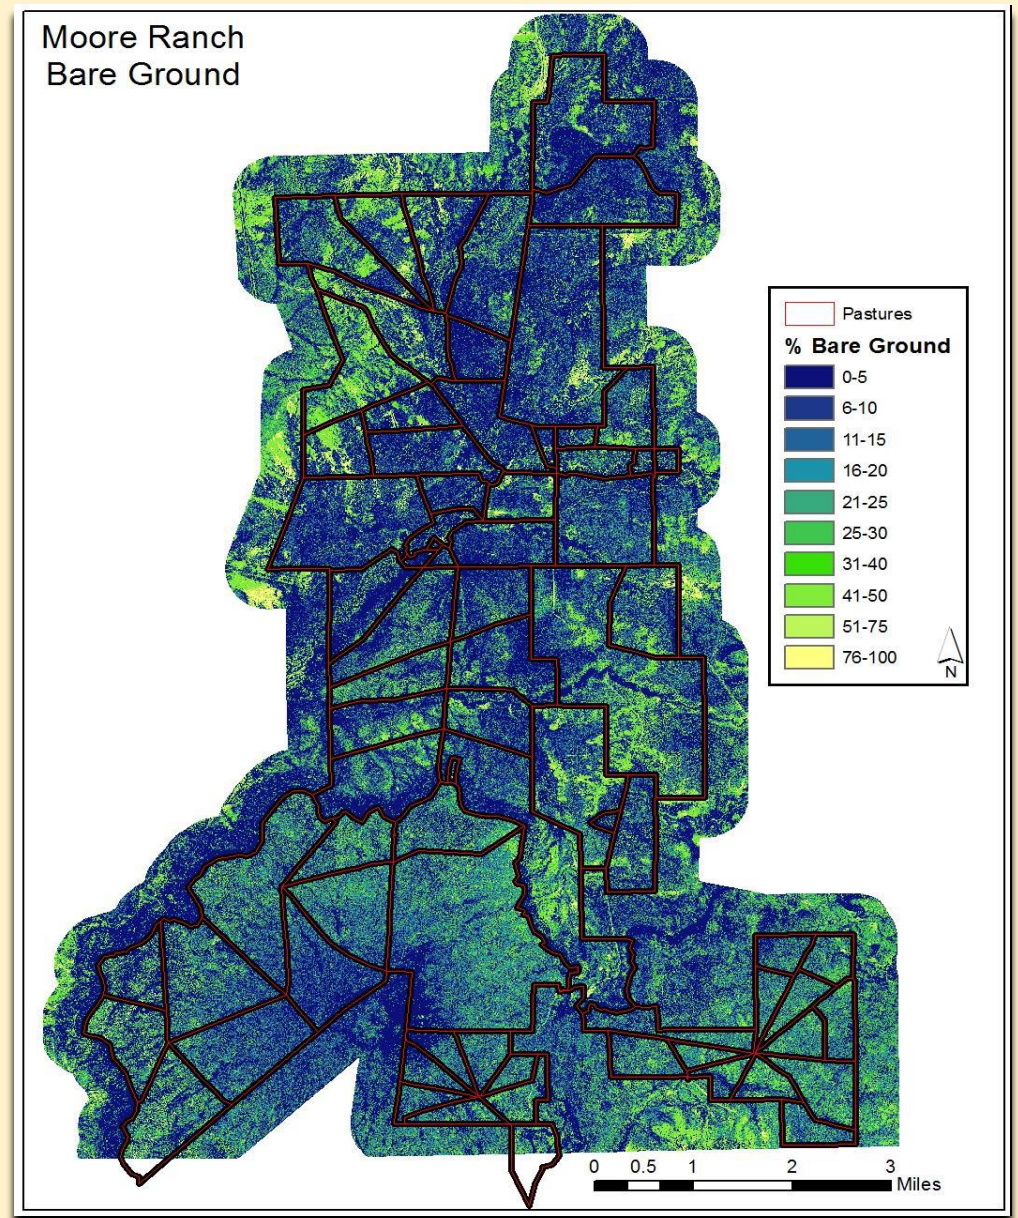 Moore Ranch
Bare Ground
Pastures
% Bare Ground
0-5
6-10
11-15
16-20
21-25
25-30
31-40
41-50
51-75
76-100
N
0 0.5 1 2 3
Miles